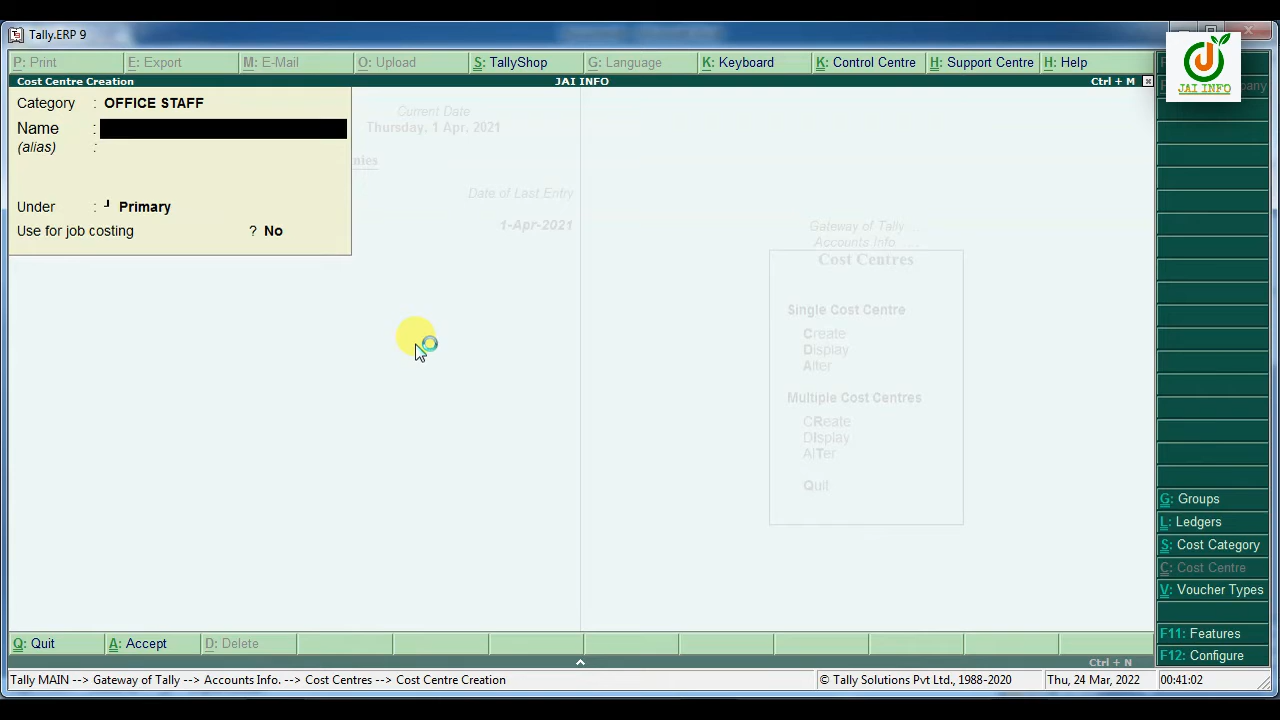 Tally.ERP 9
P: Print
E: Export
M: E-Mail
O: Upload
S: TallyShop
G: Language
K: Keyboard
K: Control Centre
H: Support Centre
H: Help
Cost Centre Creation
JAI INFO
Ctrl + M
JAI INFO
Category : OFFICE STAFF
Name :
(alias) :
Under : ┘ Primary
Use for job costing ? No
Current Date
Thursday, 1 Apr, 2021
Date of Last Entry
1-Apr-2021
Gateway of Tally ....
Accounts Info. ....
Cost Centres
Single Cost Centre
Create
Display
Alter
Multiple Cost Centres
CReate
DIsplay
AlTer
Quit
G: Groups
L: Ledgers
S: Cost Category
C: Cost Centre
V: Voucher Types
F11: Features
F12: Configure
Q: Quit
A: Accept
D: Delete
Ctrl + N
Tally MAIN --> Gateway of Tally --> Accounts Info. --> Cost Centres --> Cost Centre Creation
© Tally Solutions Pvt Ltd., 1988-2020
Thu, 24 Mar, 2022
00:41:02